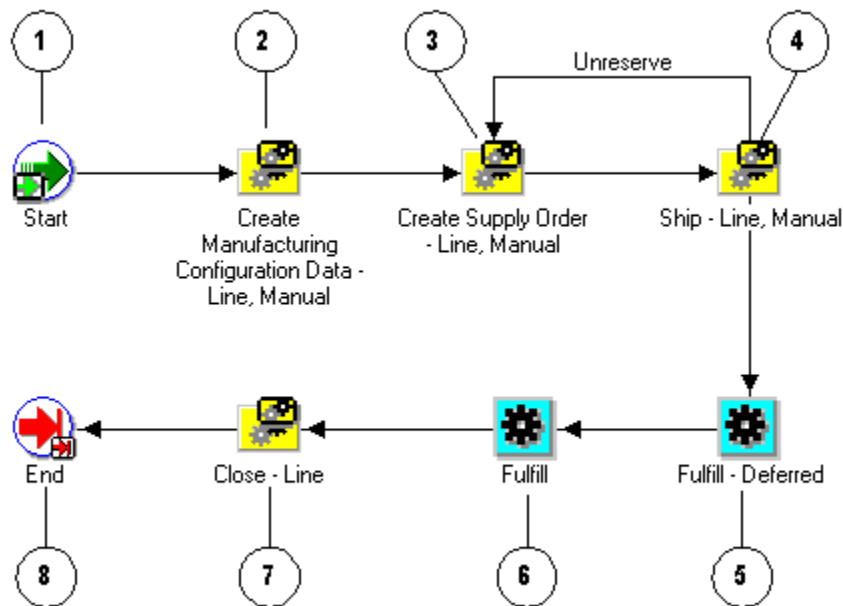 1
2
3
4
Unreserve
Start
Create
Manufacturing
Configuration Data -
Line, Manual
Create Supply Order
- Line, Manual
Ship - Line, Manual
End
Close - Line
Fulfill
Fulfill - Deferred
8
7
6
5